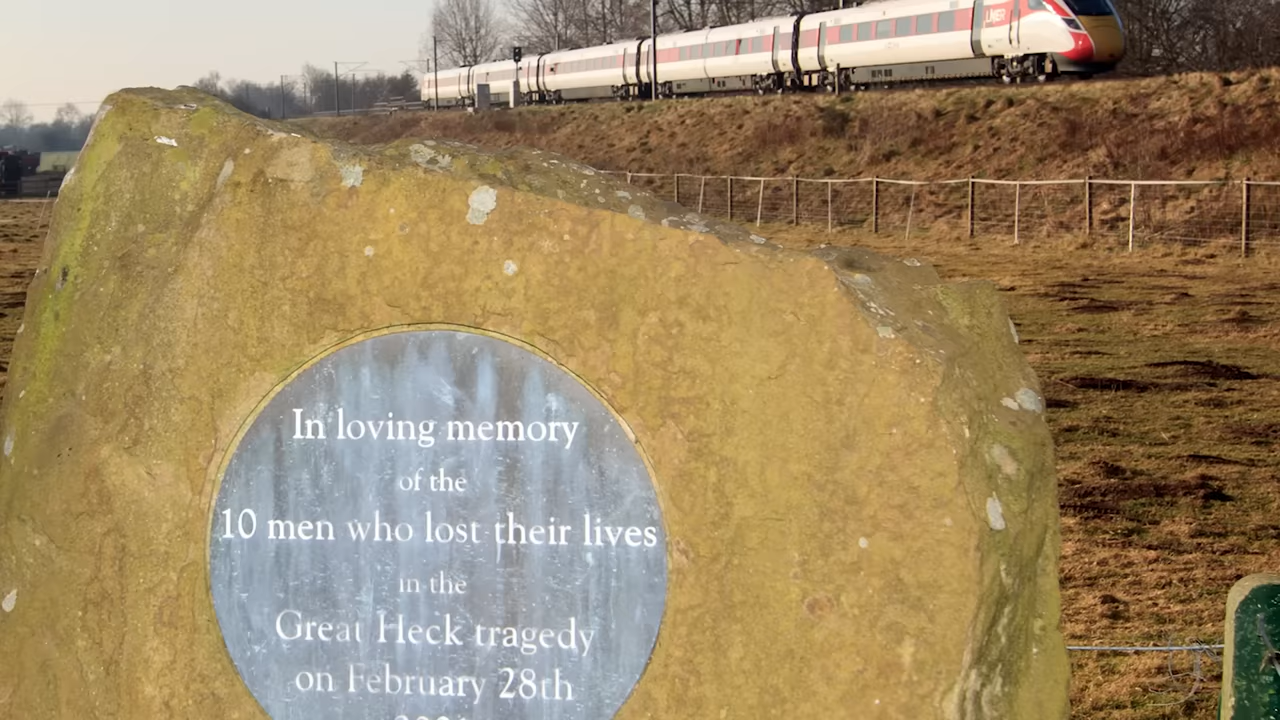 LNER
In loving memory
of the
10 men who lost their lives
in the
Great Heck tragedy
on February 28th